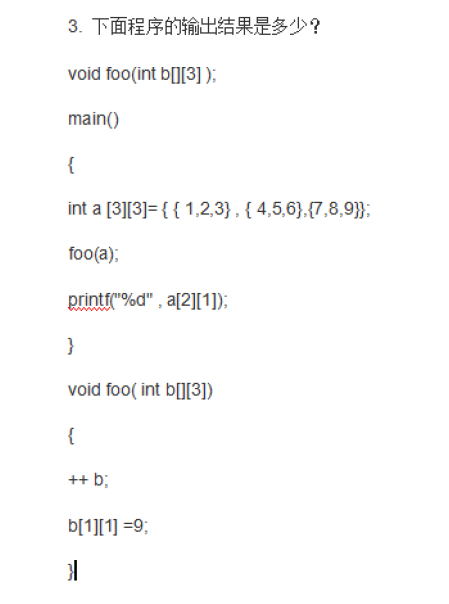 3. 下面程序的输出结果是多少?
void foo(int b[][3] );
main()
{
int a [3][3]= { { 1,2,3} , { 4,5,6},{7,8,9}};
foo(a);
printf("%d" , a[2][1]);
}
void foo( int b[][3])
{
++ b;
b[1][1] =9;
}